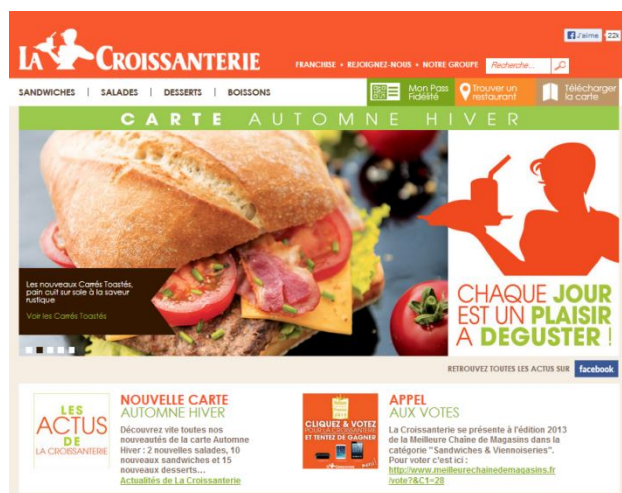 J'aime 22k
LA CROISSANTERIE
FRANCHISE • REJOIGNEZ-NOUS • NOTRE GROUPE Recherche...
SANDWICHES | SALADES | DESSERTS | BOISSONS
Mon Pass
Fidélité
Trouver un
restaurant
Télécharger
la carte
CARTE AUTOMNE HIVER
Les nouveaux Carrés Toastés,
pain cuit sur sole à la saveur
rustique
Voir les Carrés Toastés
CHAQUE JOUR
EST UN PLAISIR
A DEGUSTER !
RETROUVEZ TOUTES LES ACTUS SUR facebook
LES
ACTUS
DE
LA CROISSANTERIE
NOUVELLE CARTE
AUTOMNE HIVER
Découvrez vite toutes nos
nouveautés de la carte Automne
Hiver : 2 nouvelles salades, 10
nouveaux sandwiches et 15
nouveaux desserts...
Actualités de La Croissanterie
CLIQUEZ & VOTEZ
POUR LA CROISSANTERIE
ET TENTEZ DE GAGNER
APPEL
AUX VOTES
La Croissanterie se présente à l'édition 2013
de la Meilleure Chaîne de Magasins dans la
catégorie "Sandwiches & Viennoiseries".
Pour voter c'est ici :
http://www.meilleurechainedemagasins.fr
/vote?&C1=28